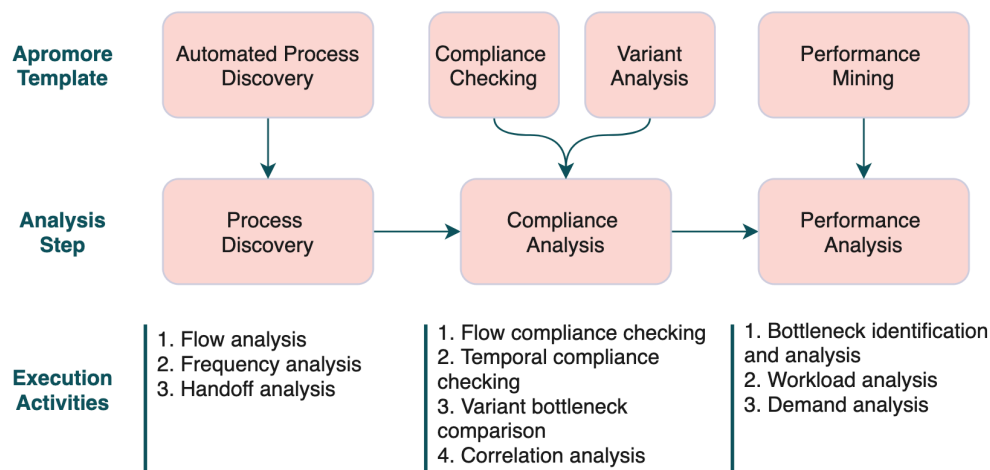 Apromore
Template
Automated Process
Discovery
Compliance
Checking
Variant
Analysis
Performance
Mining
Analysis
Step
Process
Discovery
Compliance
Analysis
Performance
Analysis
Execution
Activities
1. Flow analysis
2. Frequency analysis
3. Handoff analysis
1. Flow compliance checking
2. Temporal compliance
checking
3. Variant bottleneck
comparison
4. Correlation analysis
1. Bottleneck identification
and analysis
2. Workload analysis
3. Demand analysis